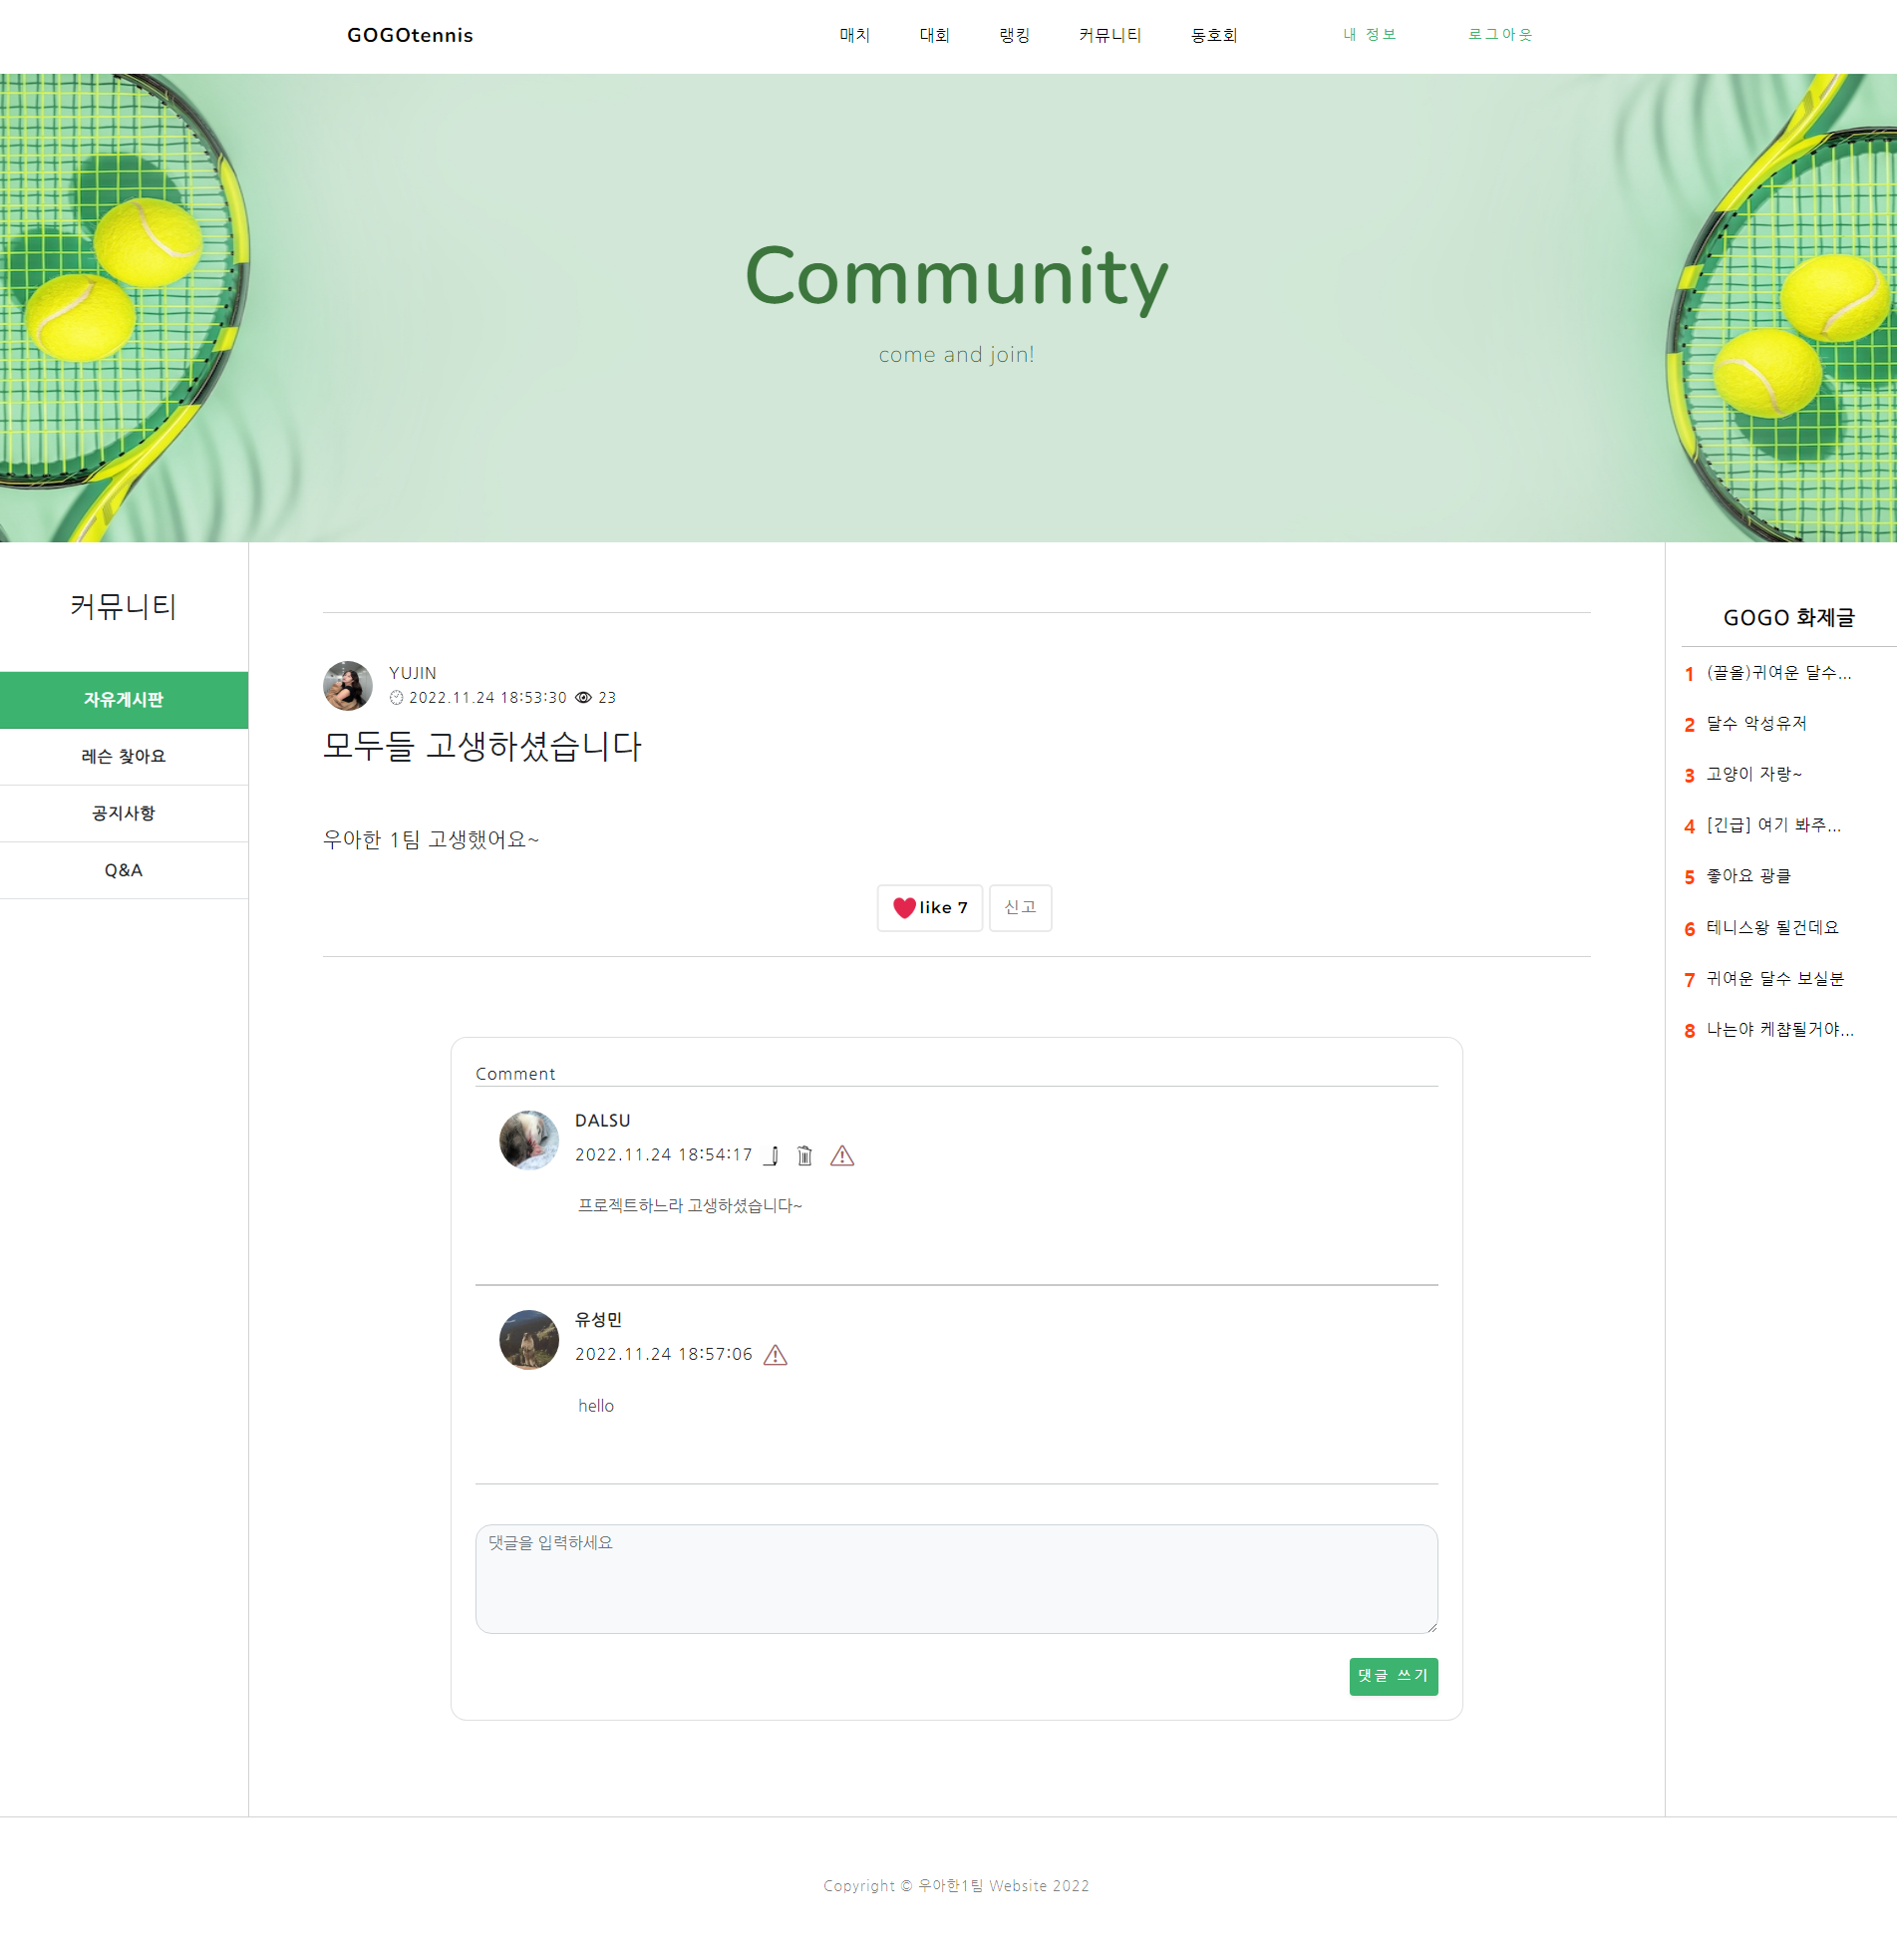 GOGOtennis 매치 대회 랭킹 커뮤니티 동호회 내 정보 로그아웃
Community
come and join!
커뮤니티
자유게시판
레슨 찾아요
공지사항
Q&A
YUJIN
2022.11.24 18:53:30 23
모두들 고생하셨습니다
우아한 1팀 고생했어요~
like 7 신고
Comment
DALSU
2022.11.24 18:54:17
프로젝트하느라 고생하셨습니다~
유성민
2022.11.24 18:57:06
hello
댓글을 입력하세요
댓글 쓰기
GOGO 화제글
1 (끌올)귀여운 달수...
2 달수 악성유저
3 고양이 자랑~
4 [긴급] 여기 봐주...
5 좋아요 광클
6 테니스왕 될건데요
7 귀여운 달수 보실분
8 나는야 케챱될거야...
Copyright © 우아한1팀 Website 2022